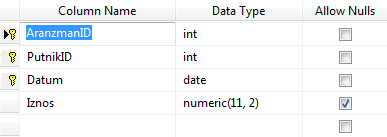 Column Name Data Type Allow Nulls
AranzmanID int
PutnikID int
Datum date
Iznos numeric(11, 2)